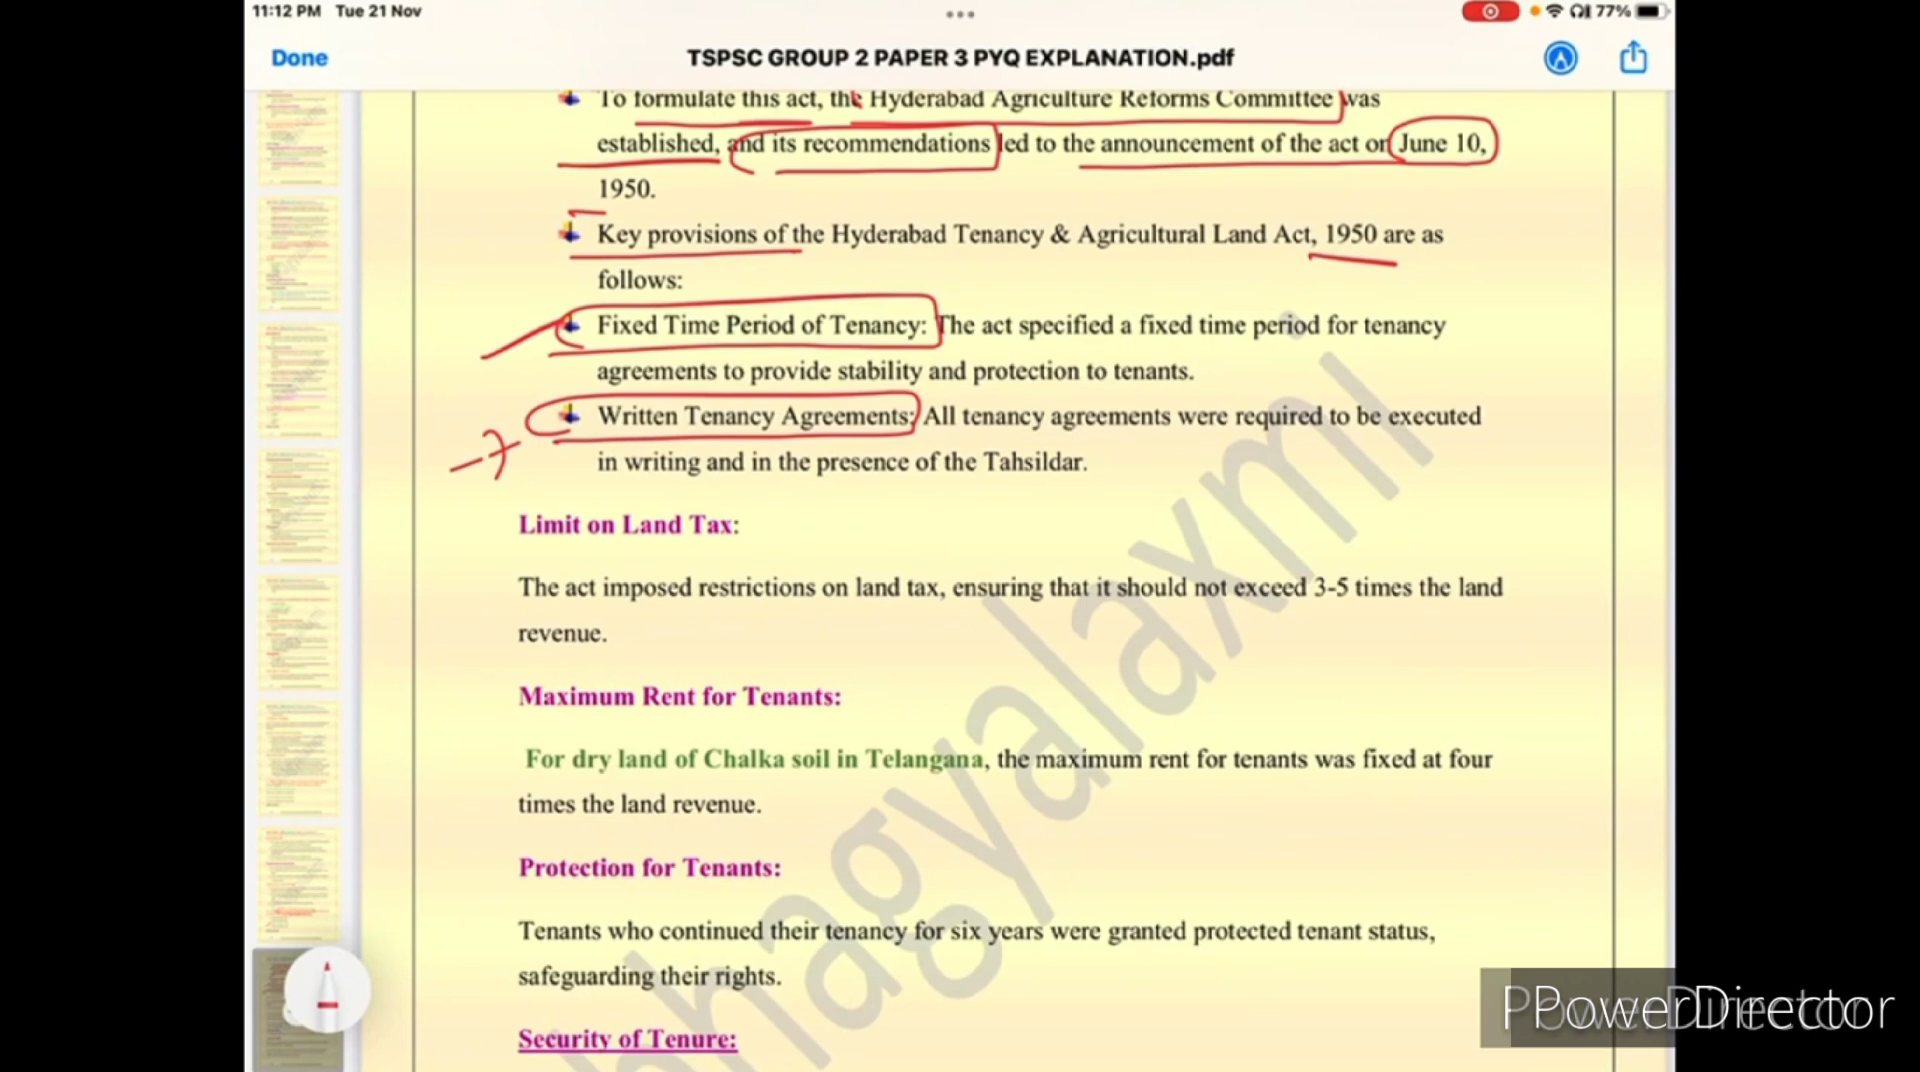 11:12 PM Tue 21 Nov
77%
Done
TSPSC GROUP 2 PAPER 3 PYQ EXPLANATION.pdf
To formulate this act, the Hyderabad Agriculture Reforms Committee was
established, and its recommendations led to the announcement of the act on June 10,
1950.
Key provisions of the Hyderabad Tenancy & Agricultural Land Act, 1950 are as
follows:
Fixed Time Period of Tenancy: The act specified a fixed time period for tenancy
agreements to provide stability and protection to tenants.
Written Tenancy Agreements: All tenancy agreements were required to be executed
in writing and in the presence of the Tahsildar.
Limit on Land Tax:
The act imposed restrictions on land tax, ensuring that it should not exceed 3-5 times the land
revenue.
Maximum Rent for Tenants:
For dry land of Chalka soil in Telangana, the maximum rent for tenants was fixed at four
times the land revenue.
Protection for Tenants:
Tenants who continued their tenancy for six years were granted protected tenant status,
safeguarding their rights.
Security of Tenure:
hagyalaxmi
PowerDirector